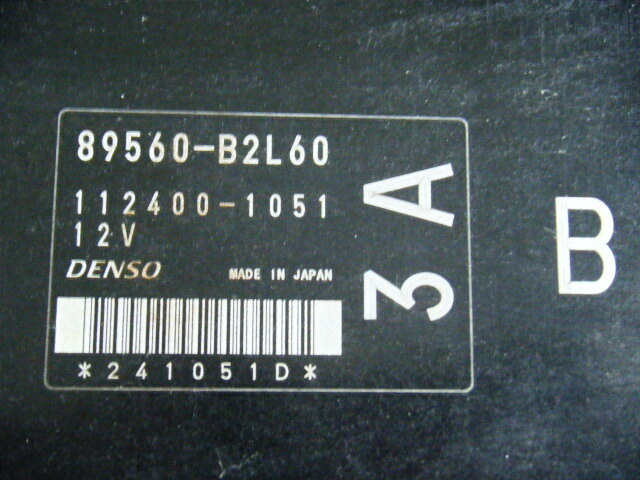 89560-B2L60
112400-1051
12V
DENSO MADE IN JAPAN
*241051D*
3A
B